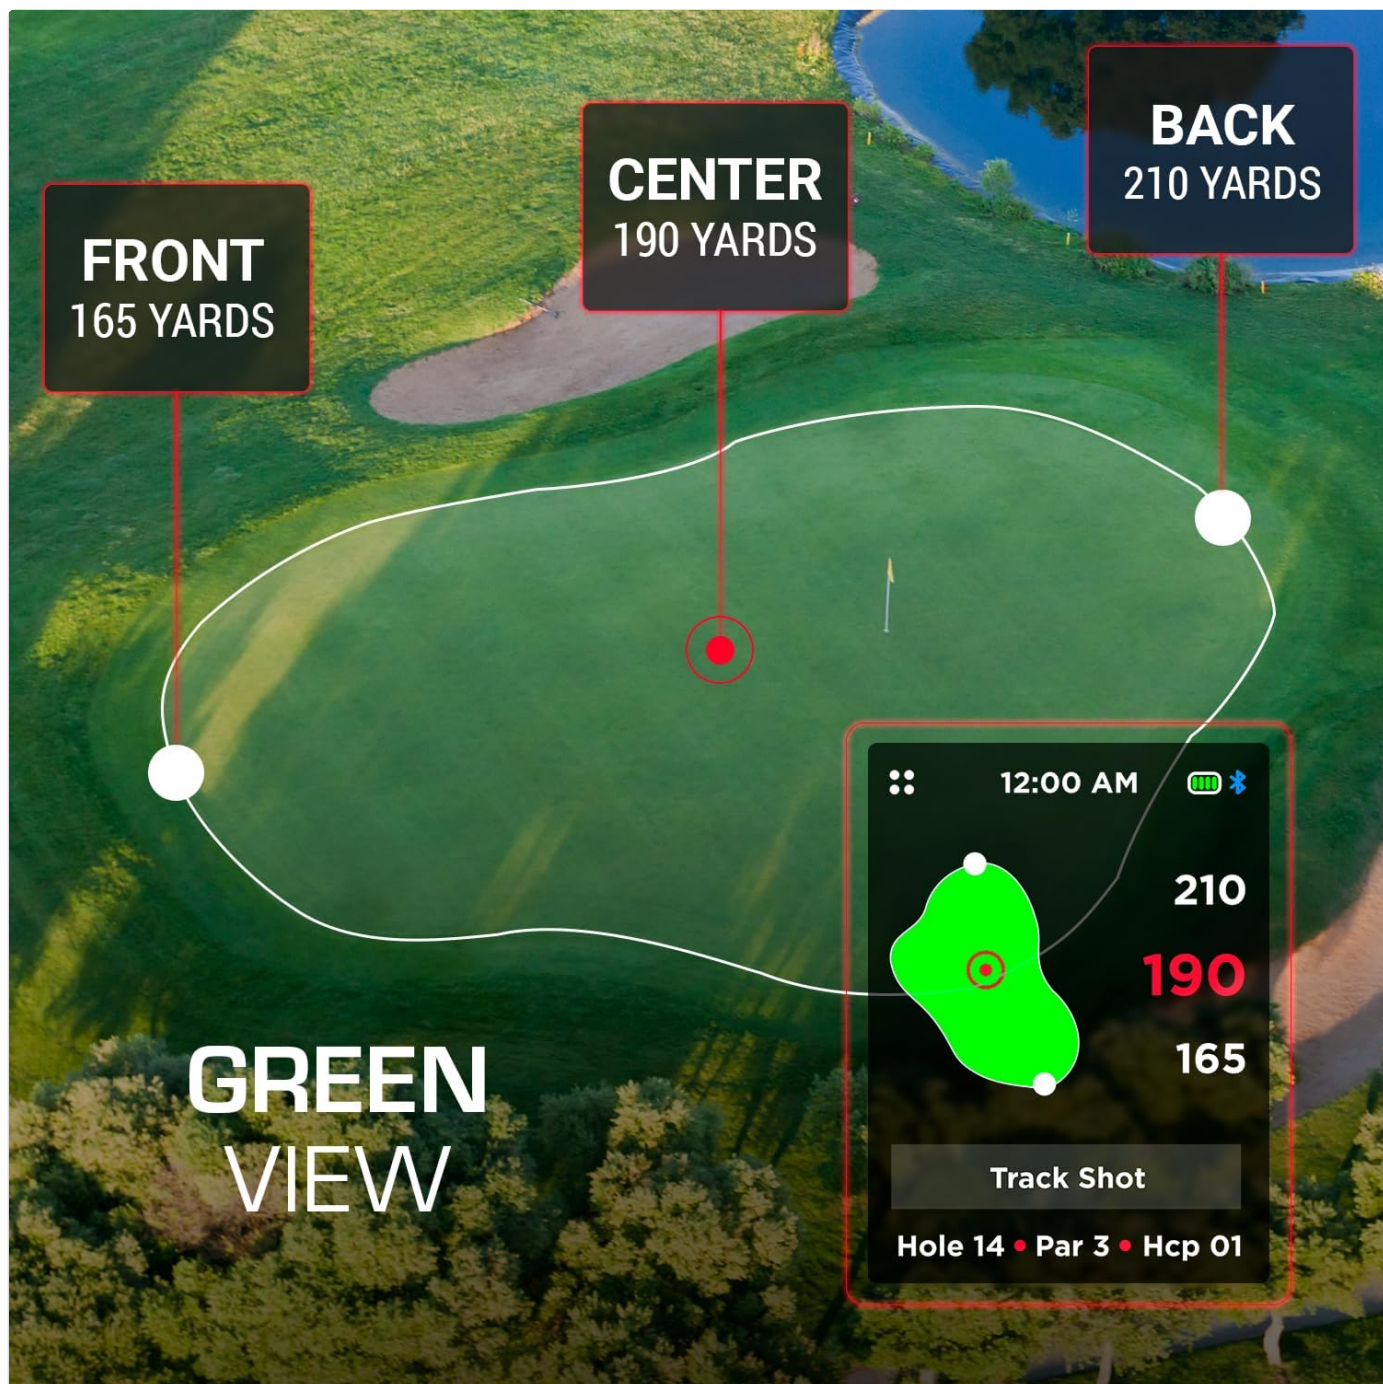 FRONT
165 YARDS
CENTER
190 YARDS
BACK
210 YARDS
GREEN
VIEW
12:00 AM
210
190
165
Track Shot
Hole 14 • Par 3 • Hcp 01